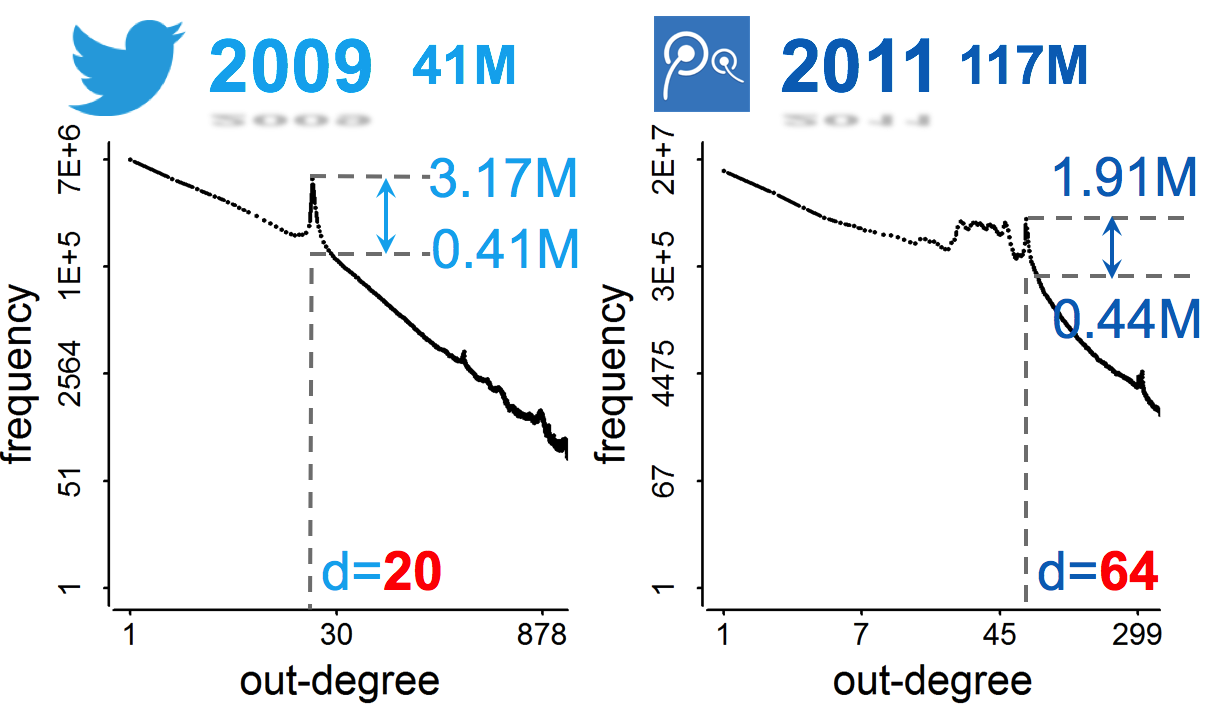 2009 41M
7E+6
1E+5
2564
51
1
frequency
3.17M
0.41M
d=20
1 30 878
out-degree
2011 117M
2E+7
3E+5
4475
67
1
frequency
1.91M
0.44M
d=64
1 7 45 299
out-degree